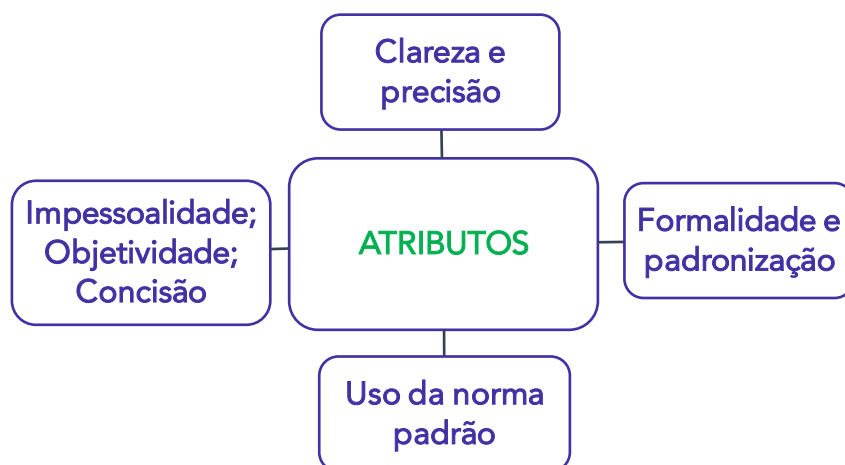 Clareza e
precisão
Impessoalidade;
Objetividade;
Concisão
ATRIBUTOS
Formalidade e
padronização
Uso da norma
padrão